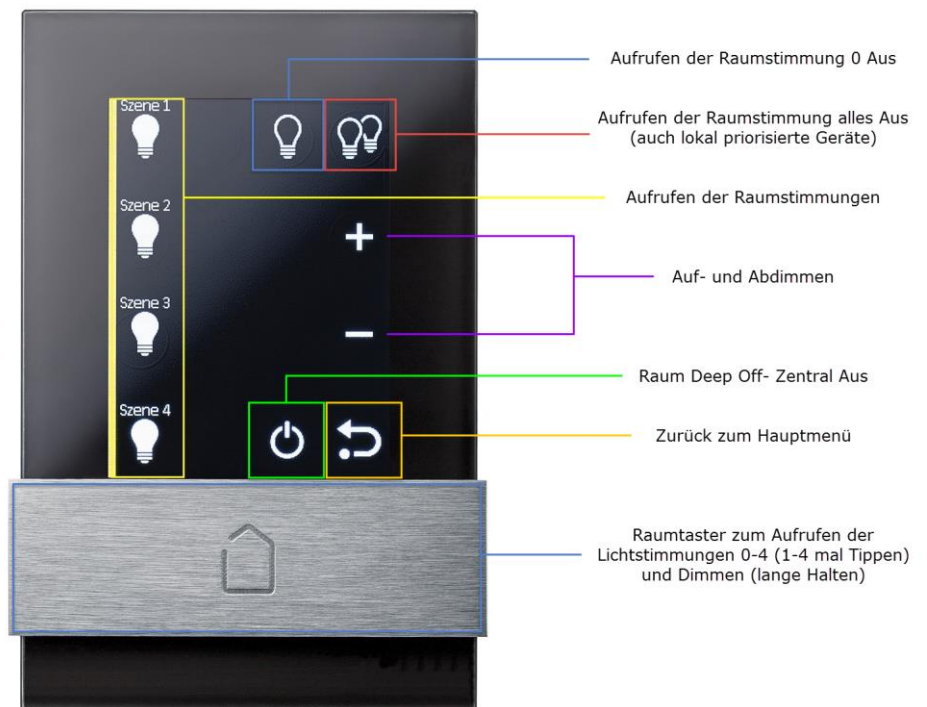 Szene 1
Szene 2
Szene 3
Szene 4
Aufrufen der Raumstimmung 0 Aus
Aufrufen der Raumstimmung alles Aus
(auch lokal priorisierte Geräte)
Aufrufen der Raumstimmungen
Auf- und Abdimmen
Raum Deep Off- Zentral Aus
Zurück zum Hauptmenü
Raumtaster zum Aufrufen der
Lichtstimmungen 0-4 (1-4 mal Tippen)
und Dimmen (lange Halten)